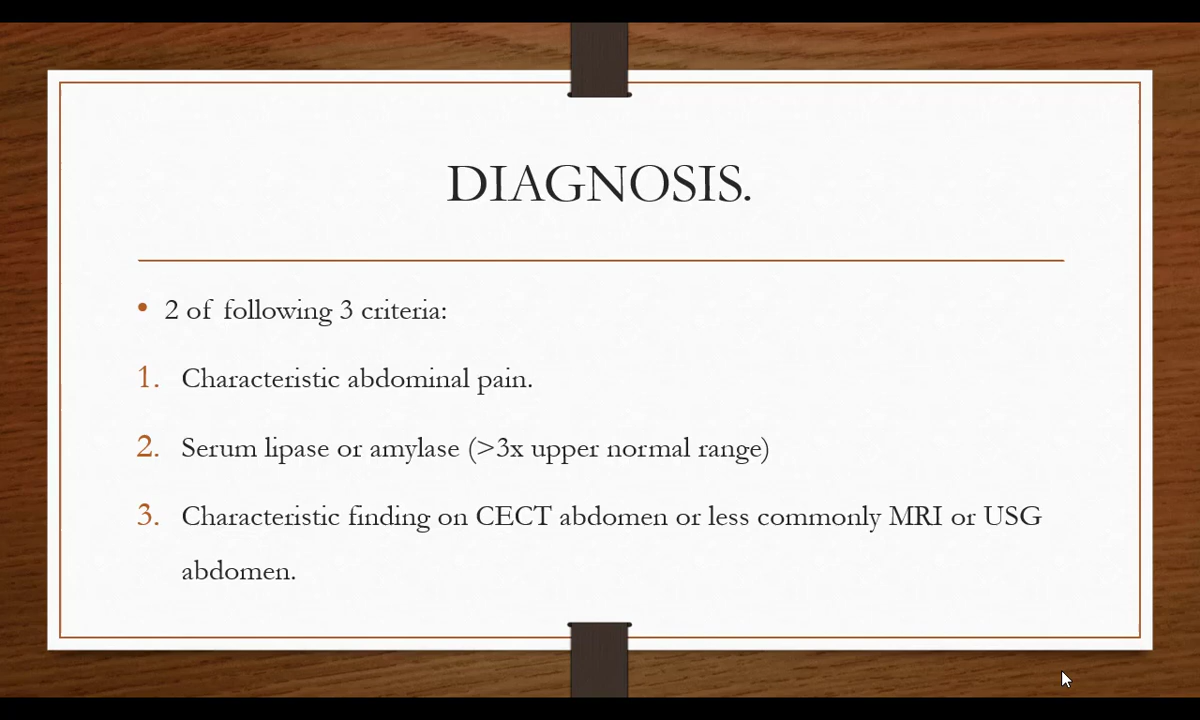 DIAGNOSIS.
• 2 of following 3 criteria:
1. Characteristic abdominal pain.
2. Serum lipase or amylase (>3x upper normal range)
3. Characteristic finding on CECT abdomen or less commonly MRI or USG
abdomen.